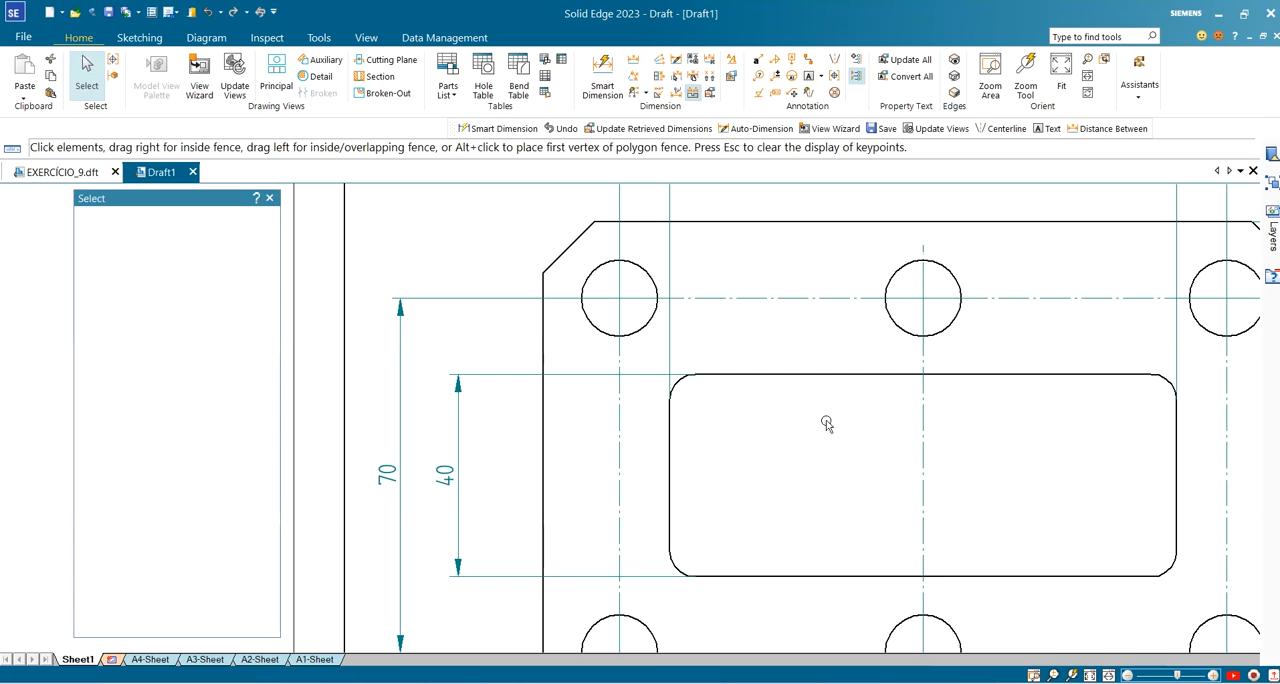 SE
Solid Edge 2023 - Draft - [Draft1]
SIEMENS
File Home Sketching Diagram Inspect Tools View Data Management
Type to find tools
Paste
Clipboard
Select
Select
Model View Palette
View Wizard
Update Views
Principal
Auxiliary
Detail
Broken
Cutting Plane
Section
Broken-Out
Drawing Views
Parts List
Hole Table
Bend Table
Tables
Smart Dimension
Dimension
Annotation
Update All
Convert All
Property Text
Edges
Zoom Area
Zoom Tool
Fit
Orient
Assistants
Smart Dimension Undo Update Retrieved Dimensions Auto-Dimension View Wizard Save Update Views Centerline Text Distance Between
Click elements, drag right for inside fence, drag left for inside/overlapping fence, or Alt+click to place first vertex of polygon fence. Press Esc to clear the display of keypoints.
EXERCÍCIO_9.dft Draft1
Select
Layers
70
40
Sheet1 A4-Sheet A3-Sheet A2-Sheet A1-Sheet